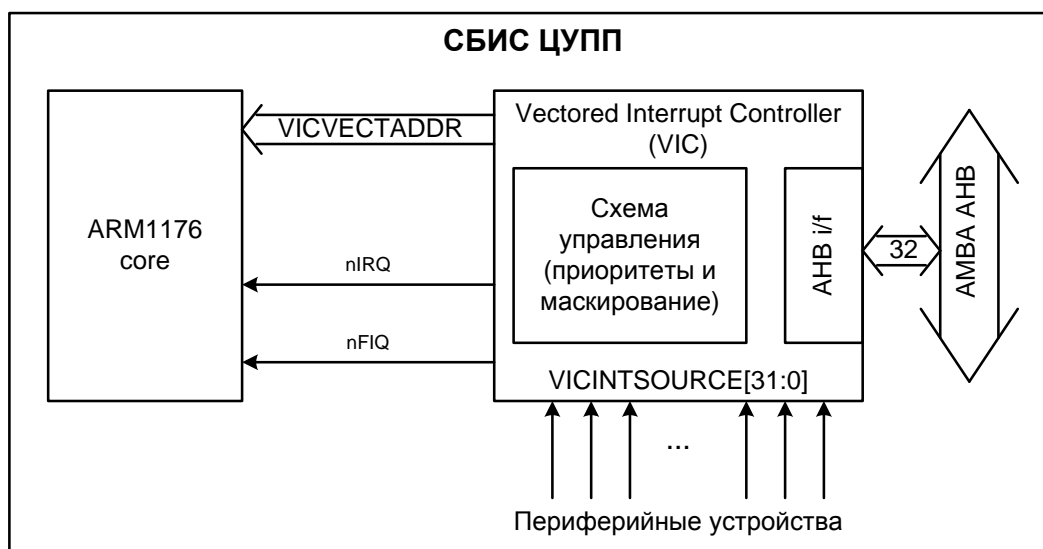 СБИС ЦУПП
VICVECTADDR
Vectored Interrupt Controller
(VIC)
ARM1176
core
nIRQ
nFIQ
Схема
управления
(приоритеты и
маскирование)
AHB i/f
32
AMBA AHB
VICINTSOURCE[31:0]
...
Периферийные устройства